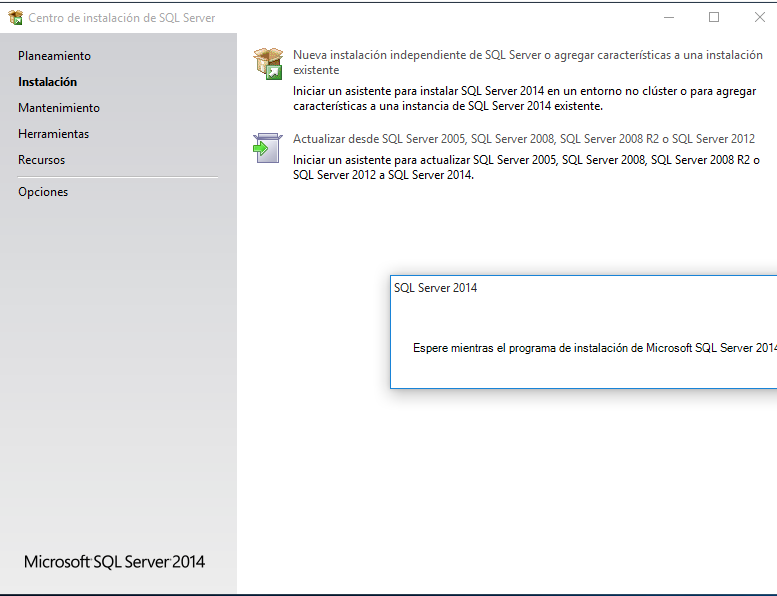 Centro de instalación de SQL Server
Planeamiento
Instalación
Mantenimiento
Herramientas
Recursos
Opciones
Nueva instalación independiente de SQL Server o agregar características a una instalación
existente
Iniciar un asistente para instalar SQL Server 2014 en un entorno no clúster o para agregar
características a una instancia de SQL Server 2014 existente.
Actualizar desde SQL Server 2005, SQL Server 2008, SQL Server 2008 R2 o SQL Server 2012
Iniciar un asistente para actualizar SQL Server 2005, SQL Server 2008, SQL Server 2008 R2 o
SQL Server 2012 a SQL Server 2014.
SQL Server 2014
Espere mientras el programa de instalación de Microsoft SQL Server 2014
Microsoft SQL Server 2014